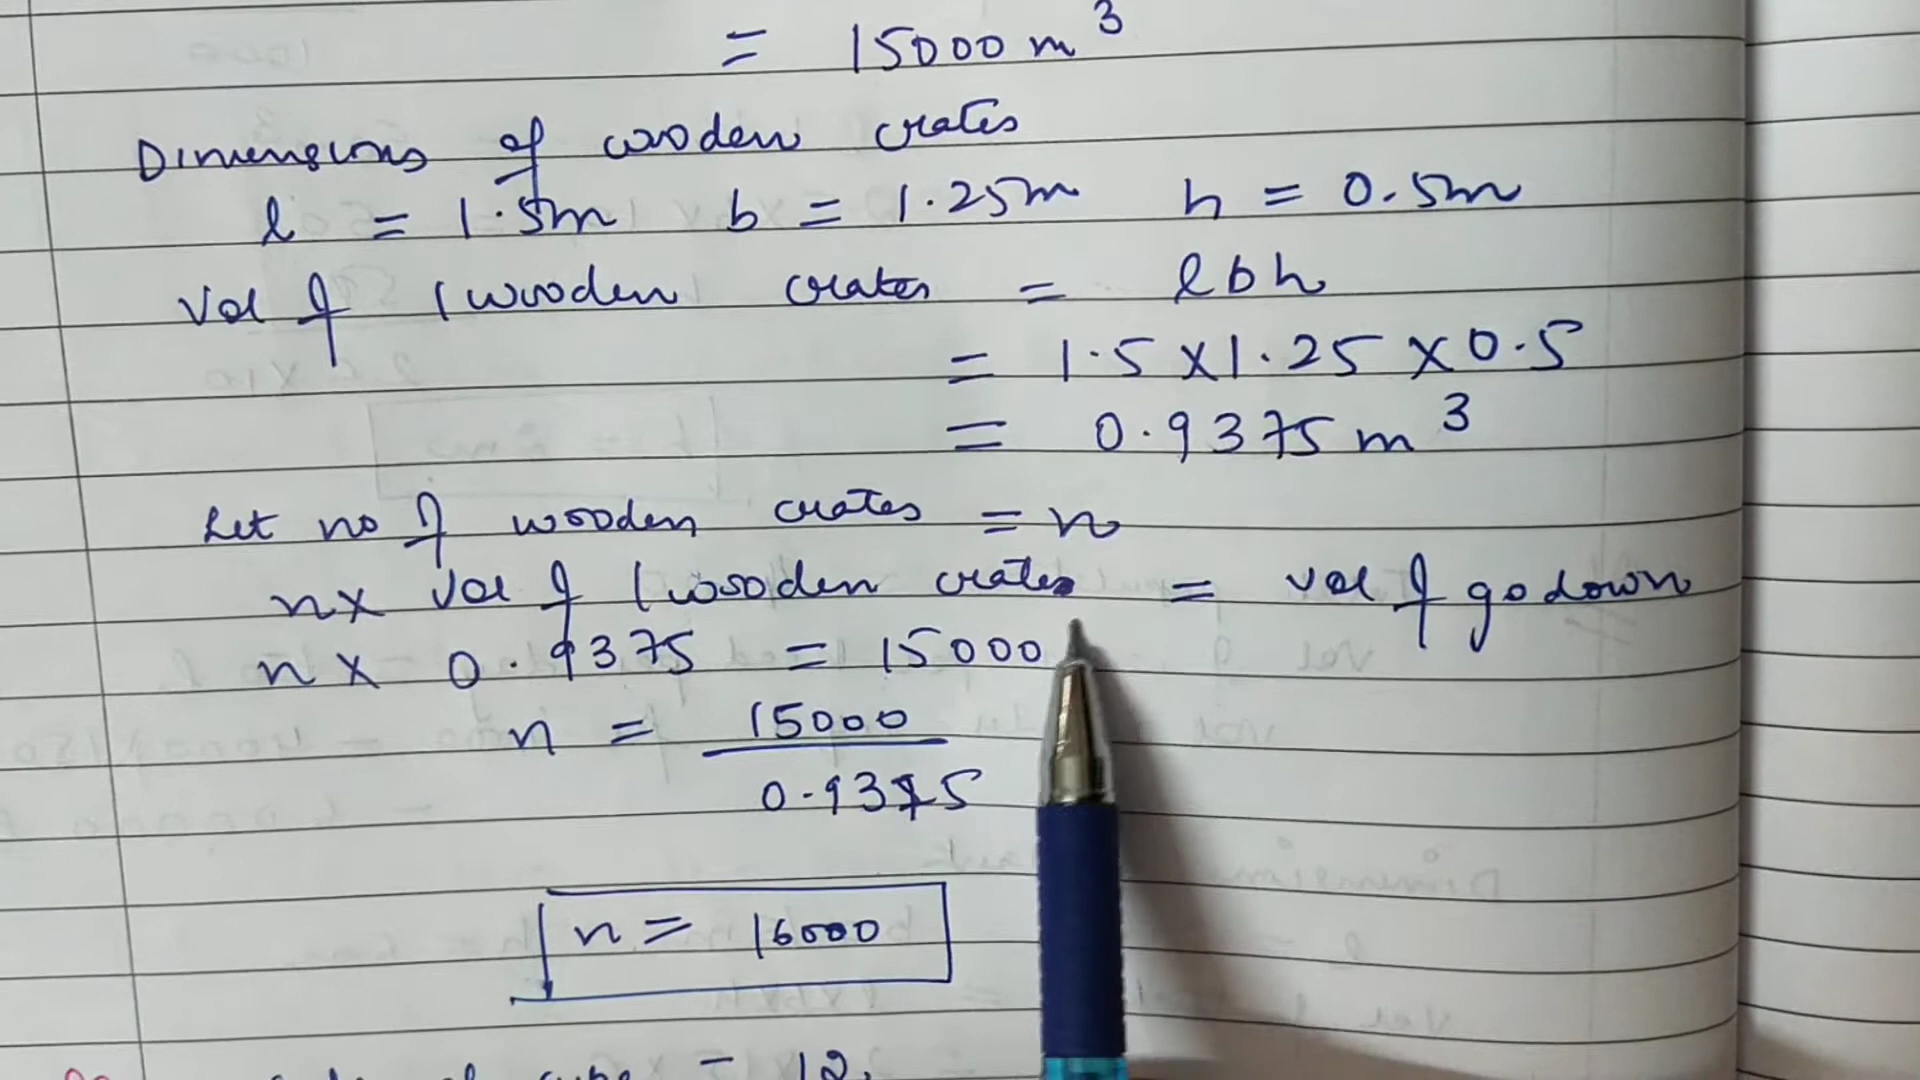 = 15000 m³
Dimensions of wooden crates
l = 1.5m b = 1.25m h = 0.5m
Vol of 1 wooden crates = lbh
= 1.5 x 1.25 x 0.5
= 0.9375 m³
Let no of wooden crates = n
n x Vol of 1 wooden crates = vol of godown
n x 0.9375 = 15000
n = 15000
0.9375
n = 16000
cube = 12.